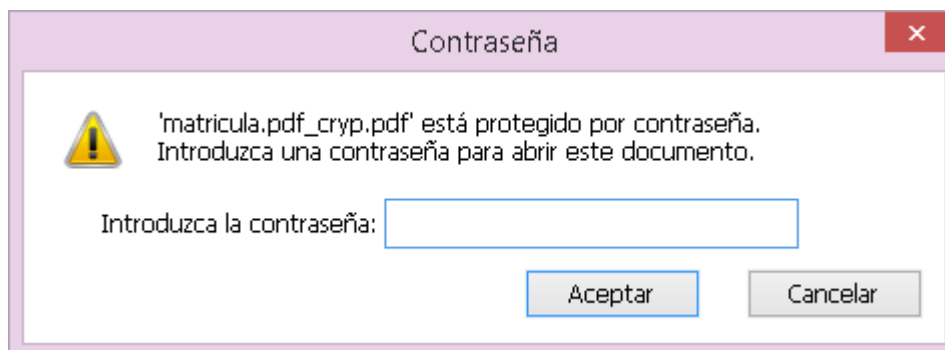 Contraseña
'matricula.pdf_cryp.pdf' está protegido por contraseña.
Introduzca una contraseña para abrir este documento.
Introduzca la contraseña:
Aceptar
Cancelar